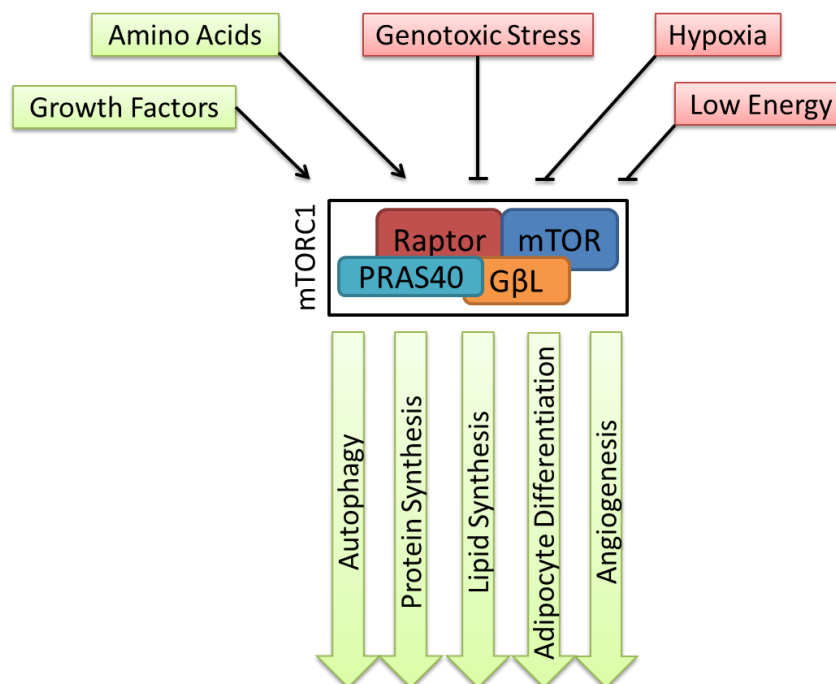 Amino Acids
Genotoxic Stress
Hypoxia
Growth Factors
Low Energy
mTORC1
Raptor
mTOR
PRAS40
GβL
Autophagy
Protein Synthesis
Lipid Synthesis
Adipocyte Differentiation
Angiogenesis